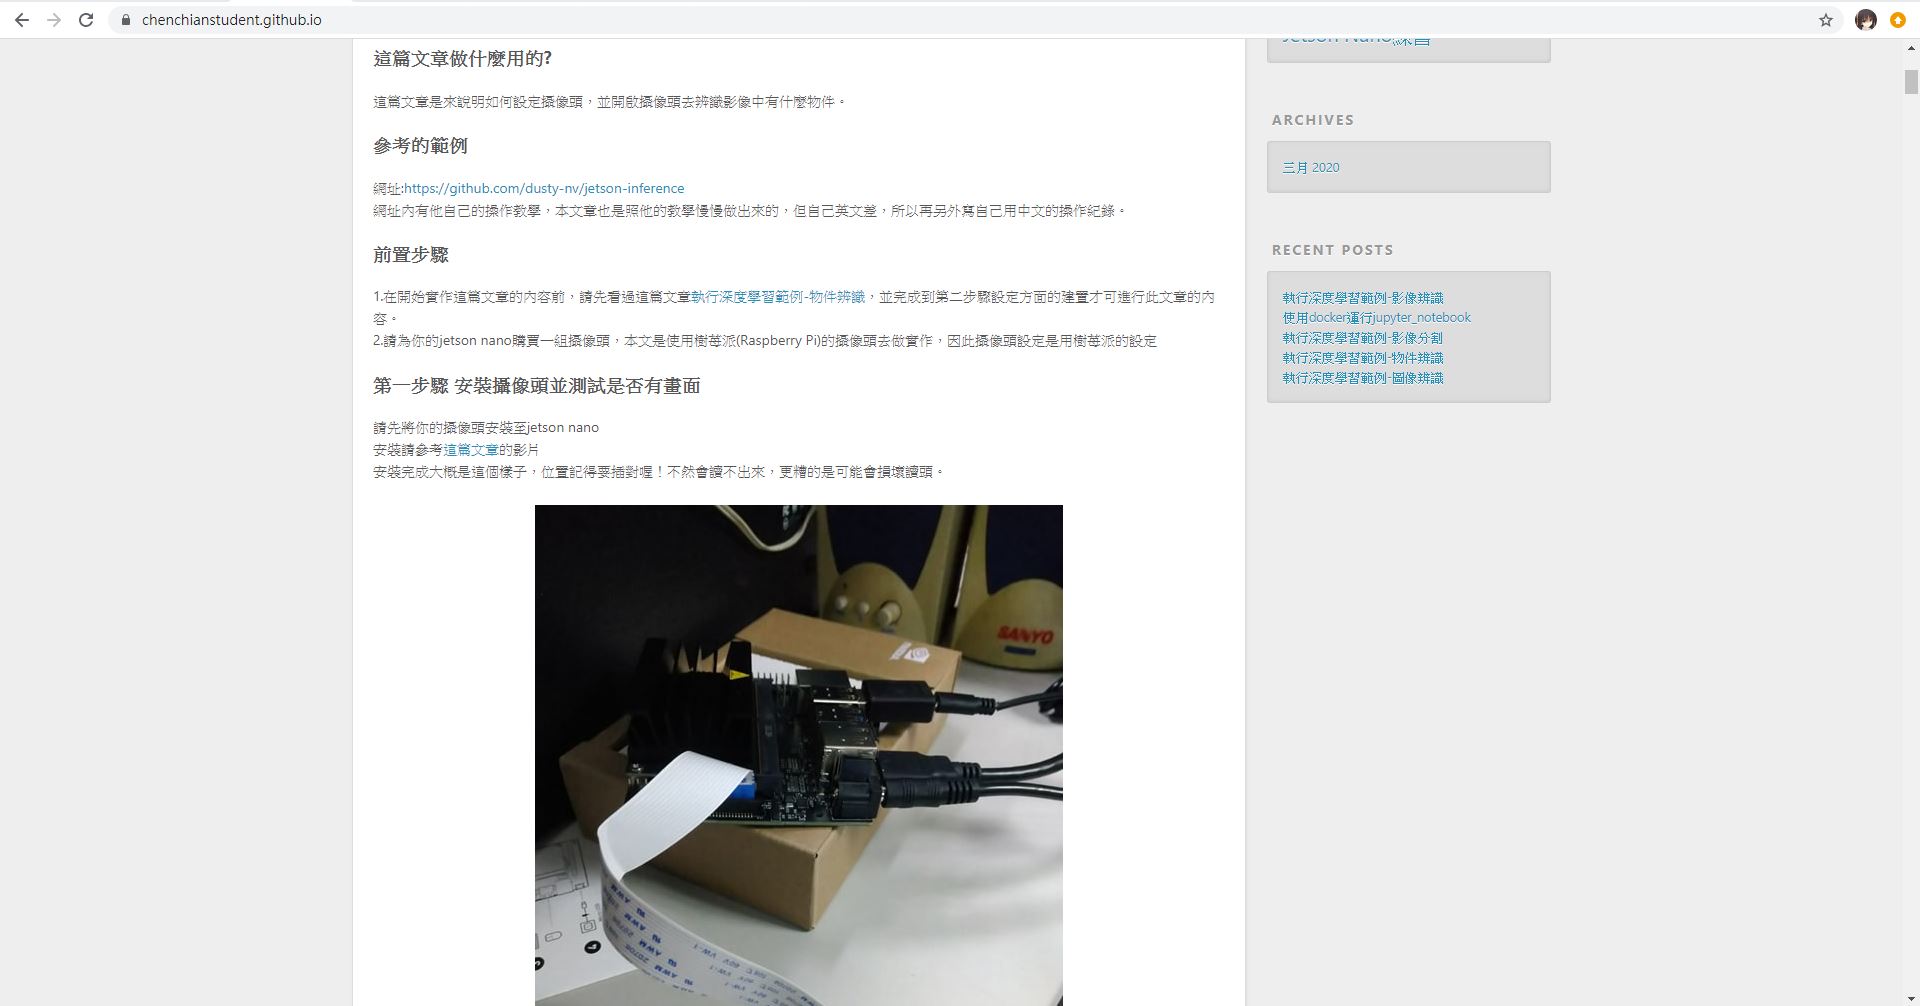 chenchianstudent.github.io
這篇文章做什麼用的?
這篇文章是來說明如何設定攝像頭，並開啟攝像頭去辨識影像中有什麼物件。
參考的範例
網址:https://github.com/dusty-nv/jetson-inference
網址內有他自己的操作教學，本文章也是照他的教學慢慢做出來的，但自己英文差，所以再另外寫自己用中文的操作紀錄。
前置步驟
1.在開始實作這篇文章的內容前，請先看過這篇文章執行深度學習範例-物件辨識，並完成到第二步驟設定方面的建置才可進行此文章的內
容。
2.請為你的jetson nano購買一組攝像頭，本文是使用樹莓派(Raspberry Pi)的攝像頭去做實作，因此攝像頭設定是用樹莓派的設定
第一步驟 安裝攝像頭並測試是否有畫面
請先將你的攝像頭安裝至jetson nano
安裝請參考這篇文章的影片
安裝完成大概是這個樣子，位置記得要插對喔！不然會讀不出來，更糟的是可能會損壞讀頭。
SANYO
AWM 20706
VW-1
Jetson Nano練習
ARCHIVES
三月 2020
RECENT POSTS
執行深度學習範例-影像辨識
使用docker運行jupyter_notebook
執行深度學習範例-影像分割
執行深度學習範例-物件辨識
執行深度學習範例-圖像辨識